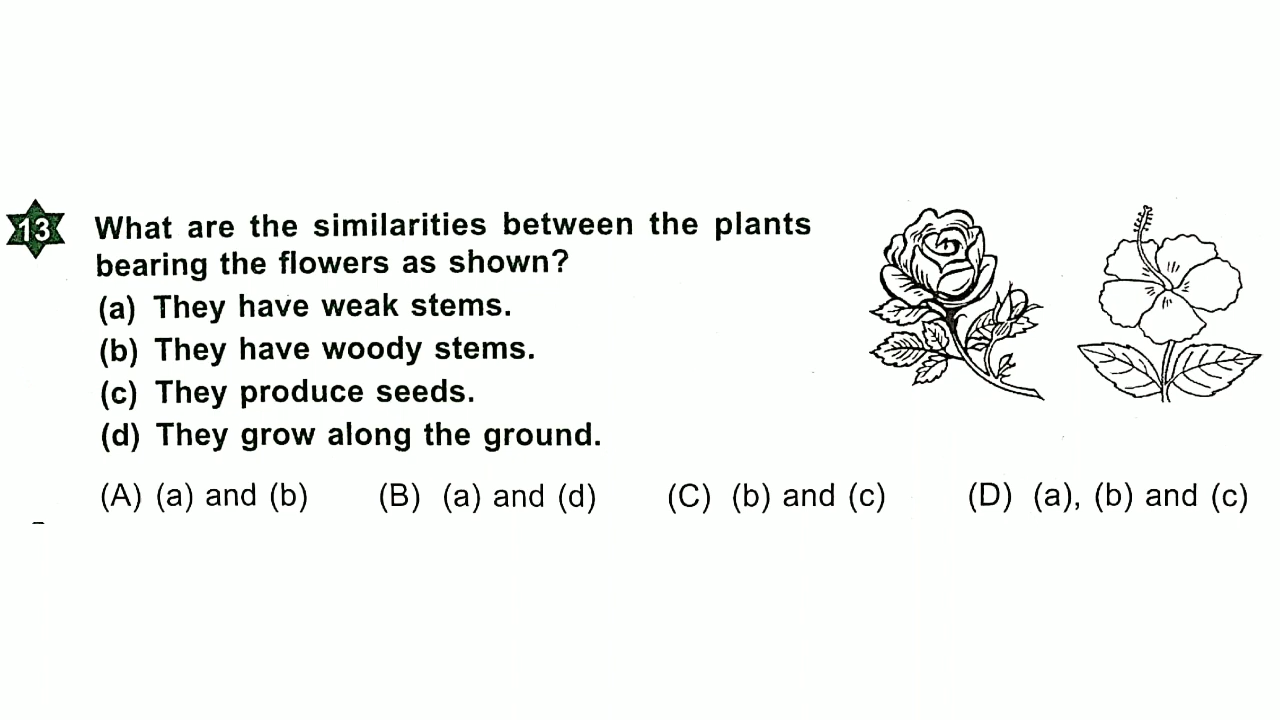 13 What are the similarities between the plants
bearing the flowers as shown?
(a) They have weak stems.
(b) They have woody stems.
(c) They produce seeds.
(d) They grow along the ground.
(A) (a) and (b) (B) (a) and (d) (C) (b) and (c) (D) (a), (b) and (c)